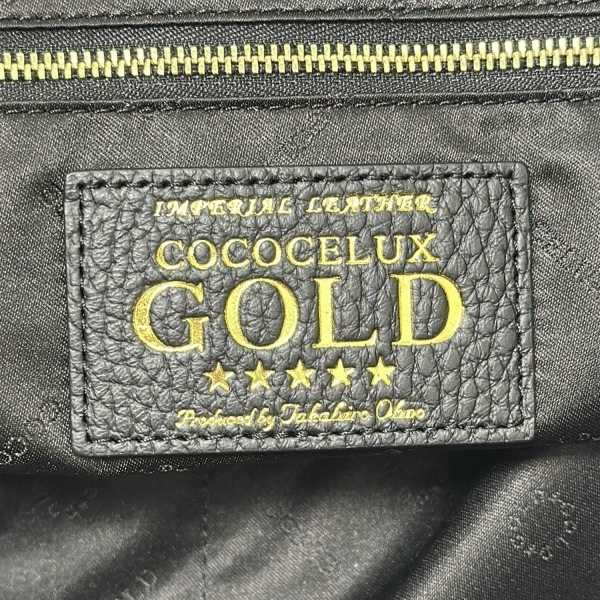 IMPERIAL LEATHER
COCOCELUX
GOLD
Produced by Takahiro Ohno